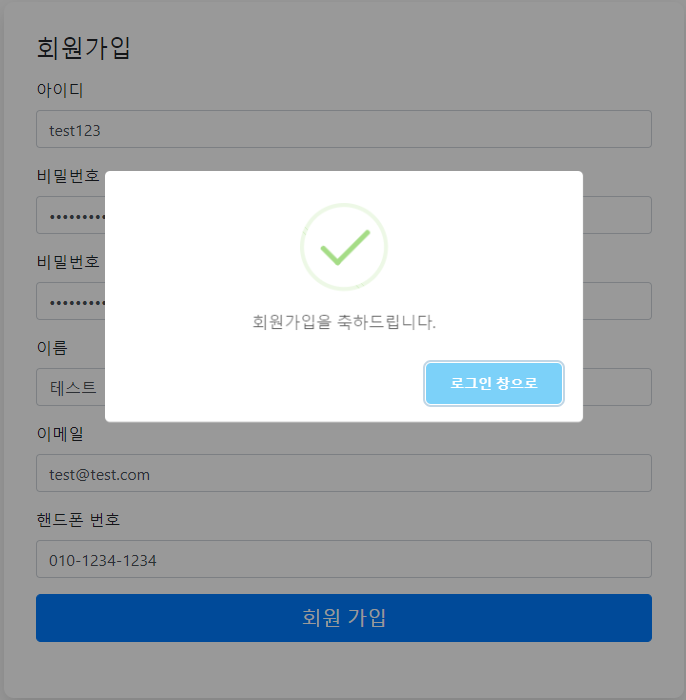 회원가입
아이디
test123
비밀번호
•••••••••
비밀번호
•••••••••
회원가입을 축하드립니다.
로그인 창으로
이름
테스트
이메일
test@test.com
핸드폰 번호
010-1234-1234
회원 가입